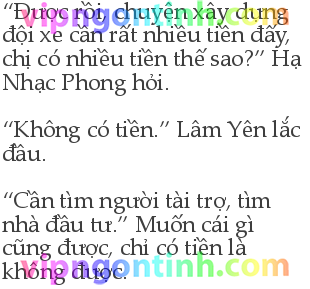 “Được rồi, chuyện xây dựng
đội xe cần rất nhiều tiền đấy,
chị có nhiều tiền thế sao?” Hạ
Nhạc Phong hỏi.
“Không có tiền.” Lâm Yên lắc
đầu.
“Cần tìm người tài trợ, tìm
nhà đầu tư.” Muốn cái gì
cũng được, chỉ có tiền là
không được.
vipngontinh.com
vipngontinh.com